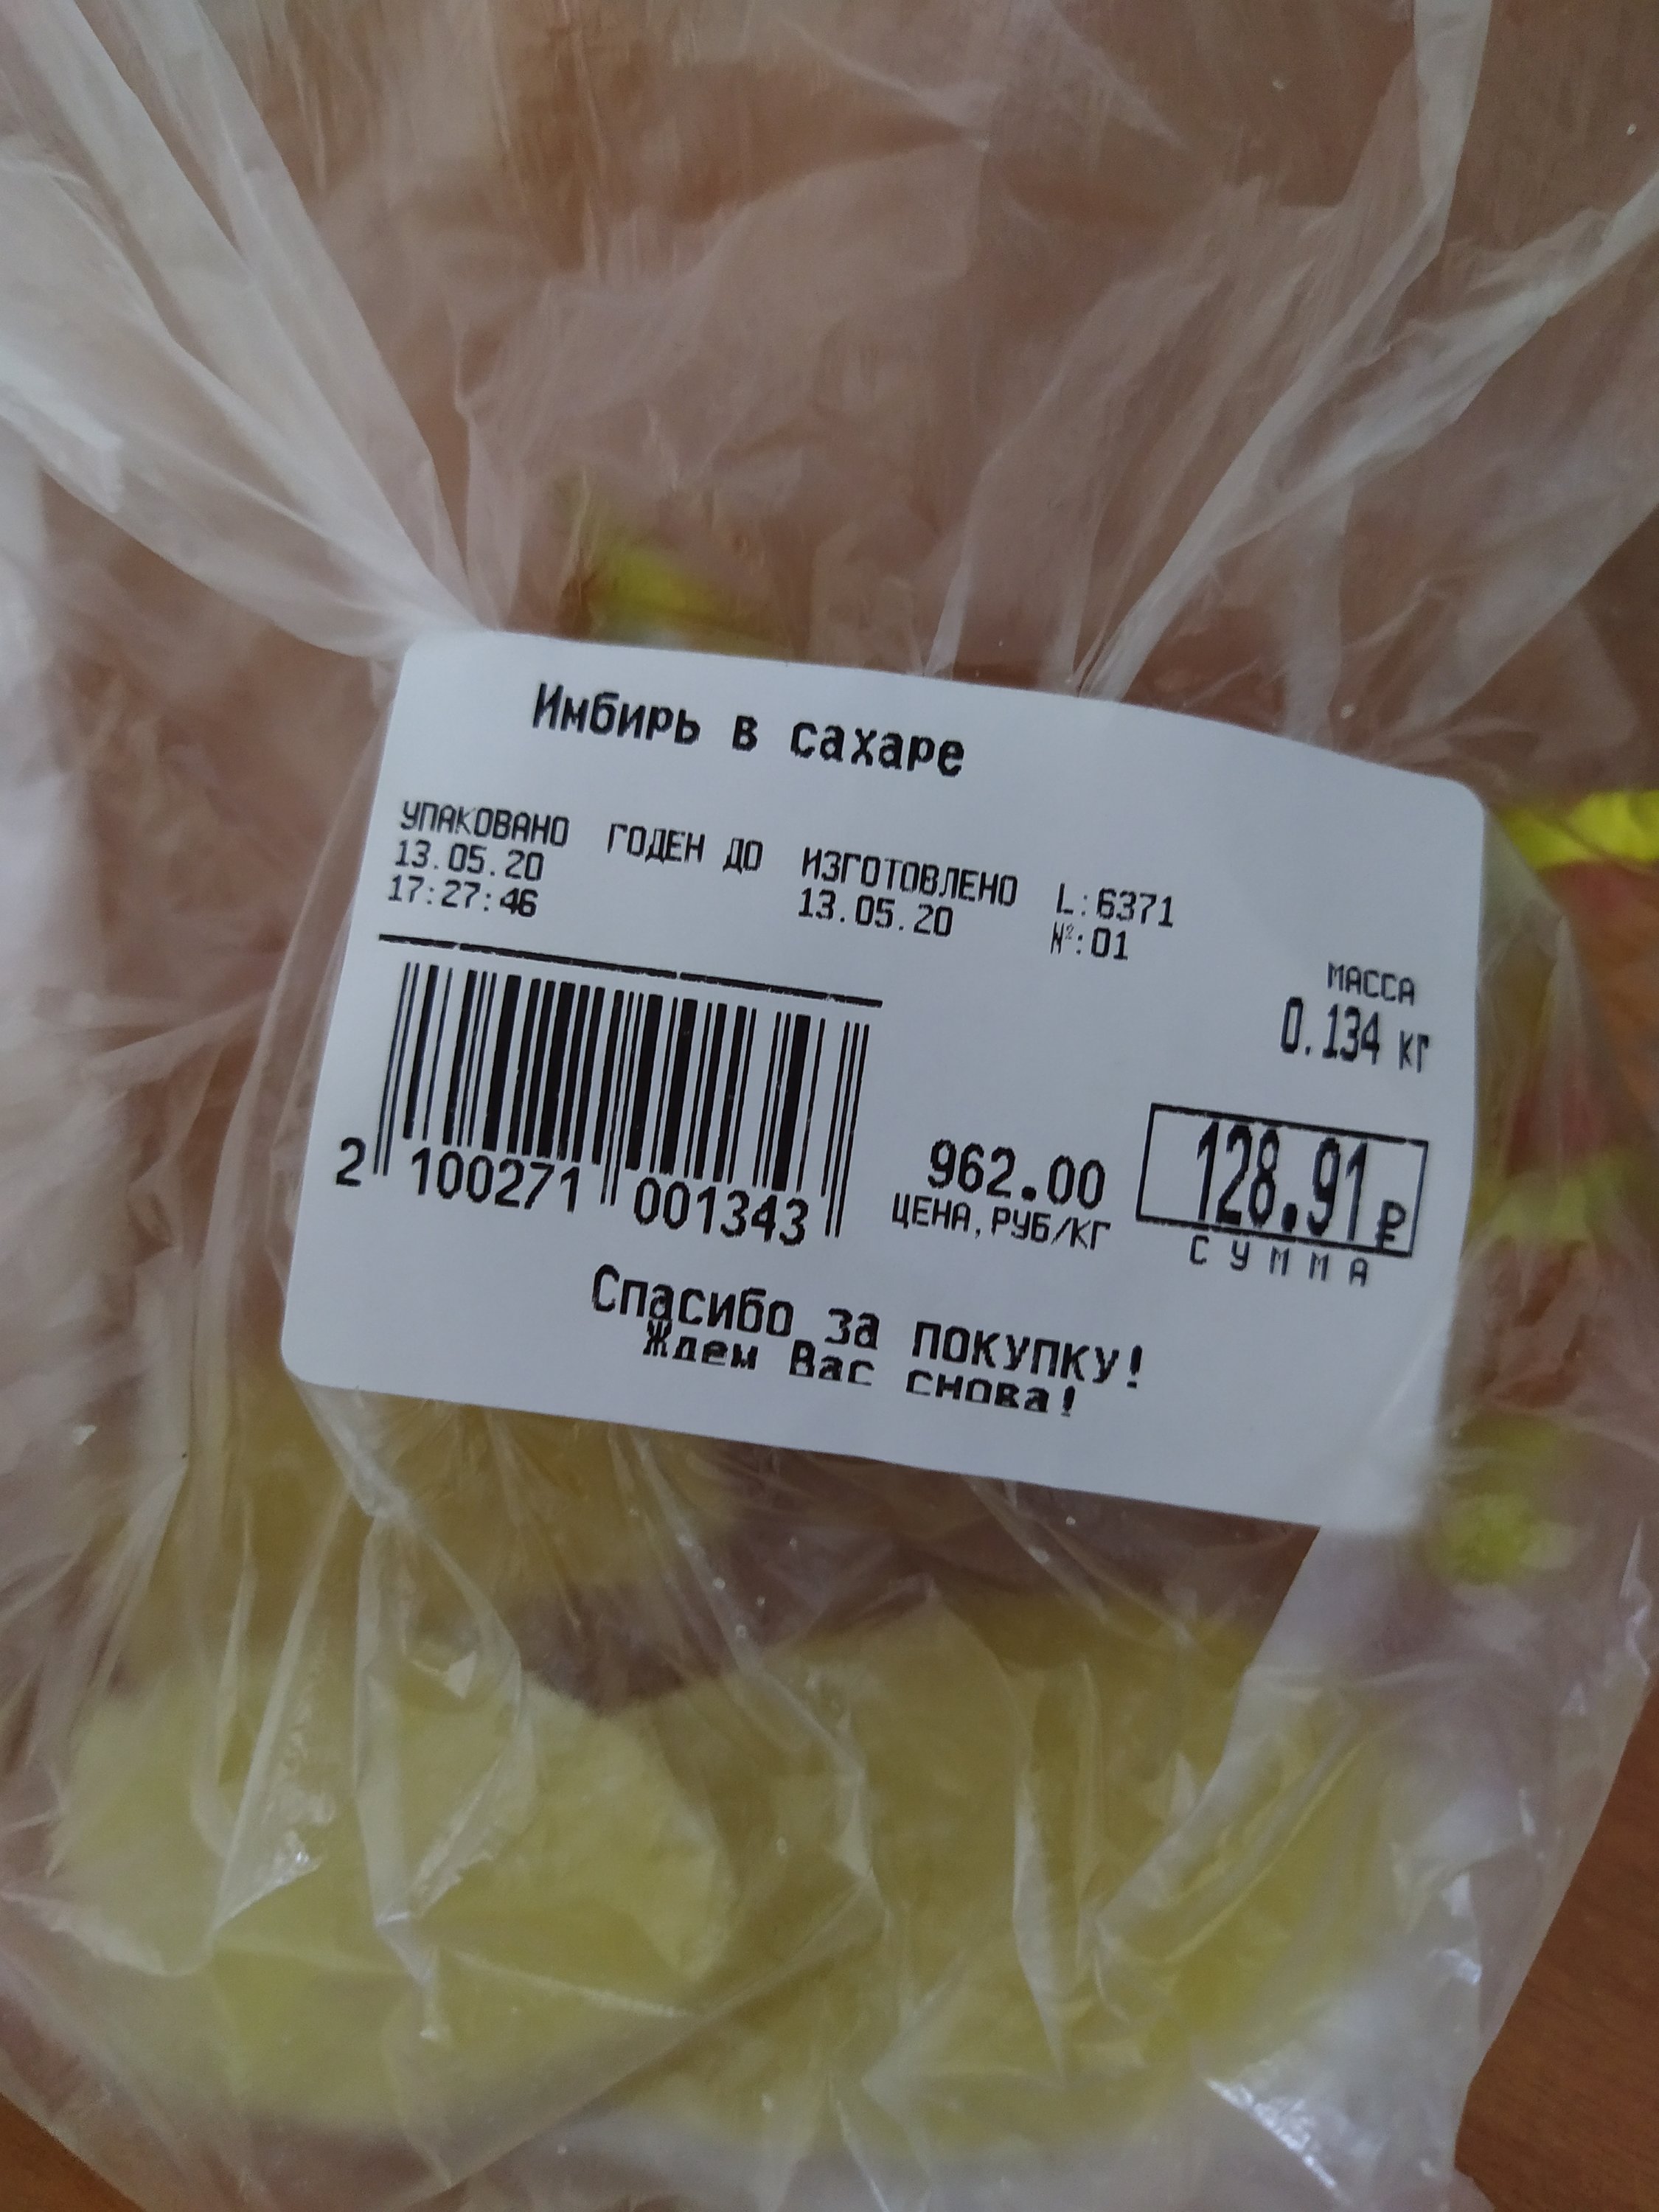 Имбирь в сахаре
УПАКОВАНО ГОДЕН ДО ИЗГОТОВЛЕНО L:6371
13.05.20 13.05.20 №:01
17:27:46
МАССА
0.134 кг
2 100271 001343
962.00 128.91₽
ЦЕНА,РУБ/КГ СУММА
Спасибо за покупку!
Ждем Вас снова!